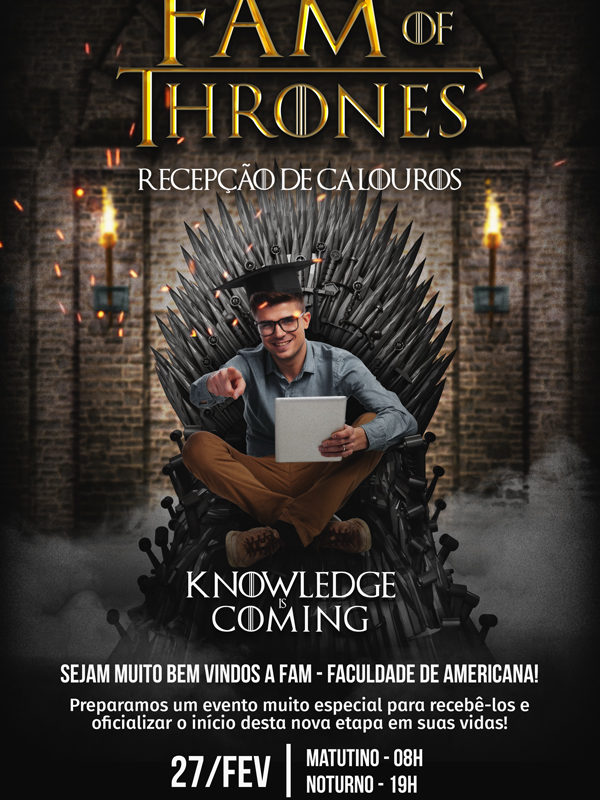 FAM OF
THRONES
RECEPÇÃO DE CALOUROS
KNOWLEDGE
IS
COMING
SEJAM MUITO BEM VINDOS A FAM - FACULDADE DE AMERICANA!
Preparamos um evento muito especial para recebê-los e
oficializar o início desta nova etapa em suas vidas!
27/FEV
MATUTINO - 08H
NOTURNO - 19H